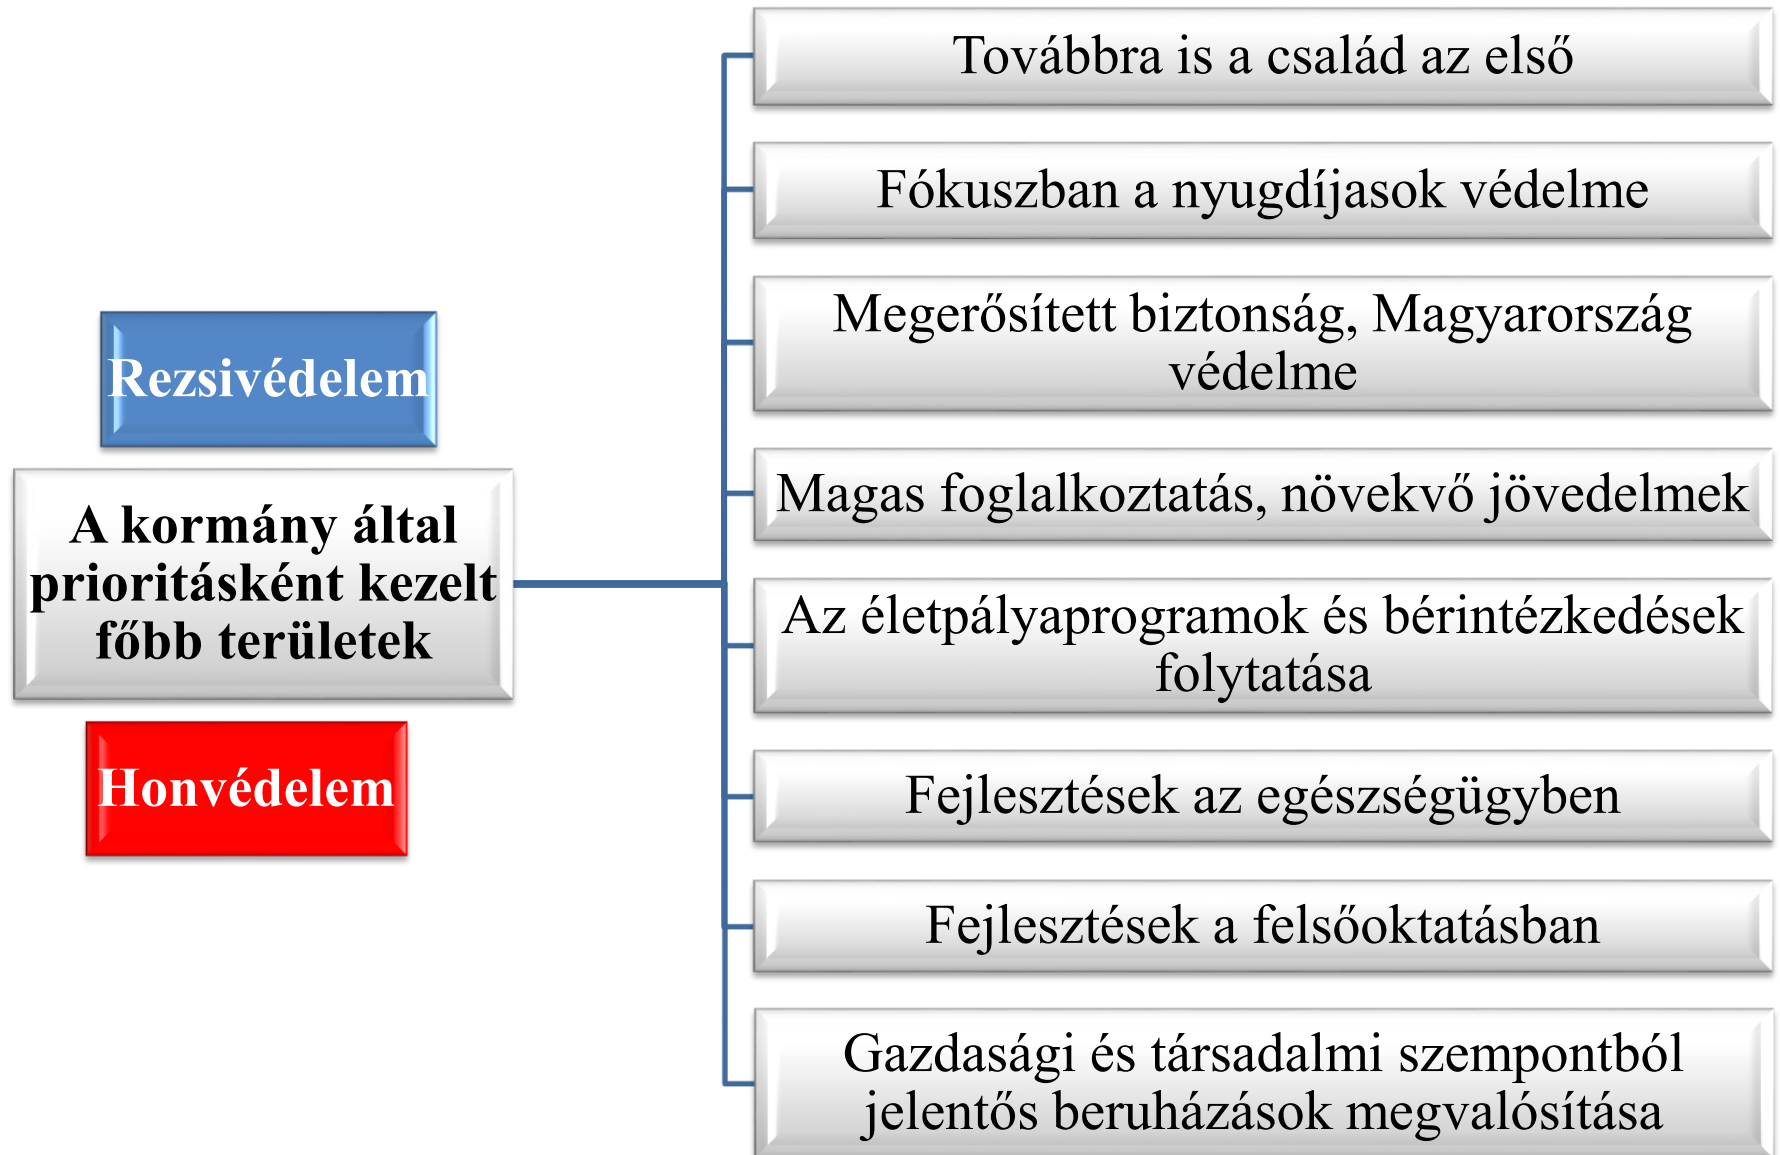 Rezsivédelem
A kormány által
prioritásként kezelt
főbb területek
Honvédelem
Továbbra is a család az első
Fókuszban a nyugdíjasok védelme
Megerősített biztonság, Magyarország
védelme
Magas foglalkoztatás, növekvő jövedelmek
Az életpályaprogramok és bérintézkedések
folytatása
Fejlesztések az egészségügyben
Fejlesztések a felsőoktatásban
Gazdasági és társadalmi szempontból
jelentős beruházások megvalósítása